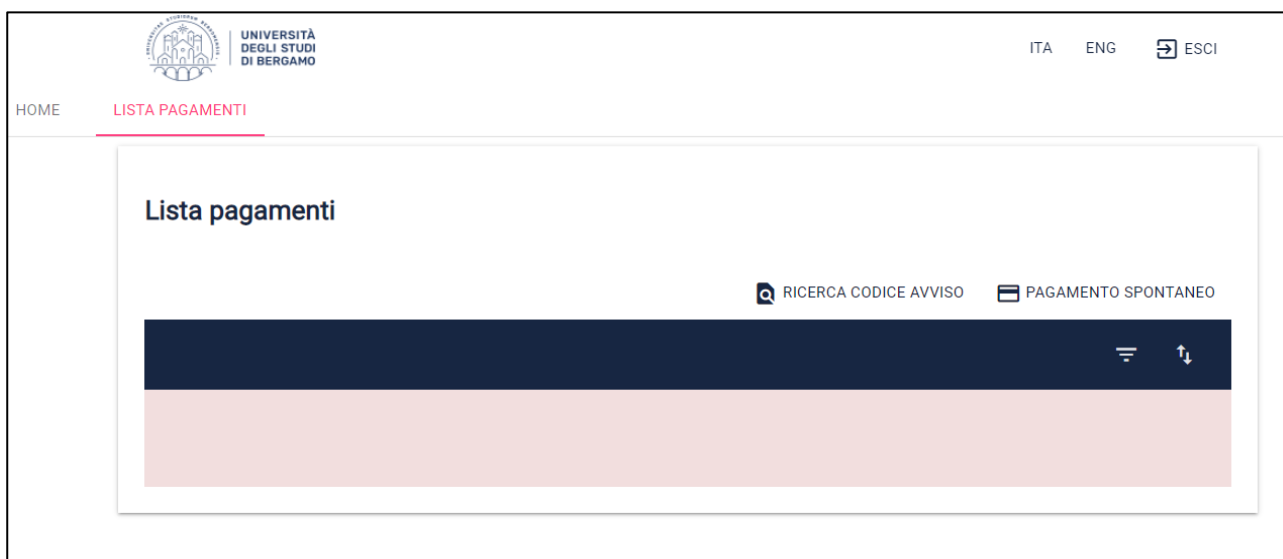 UNIVERSITÀ
DEGLI STUDI
DI BERGAMO
ITA ENG ESCI
HOME LISTA PAGAMENTI
Lista pagamenti
RICERCA CODICE AVVISO PAGAMENTO SPONTANEO